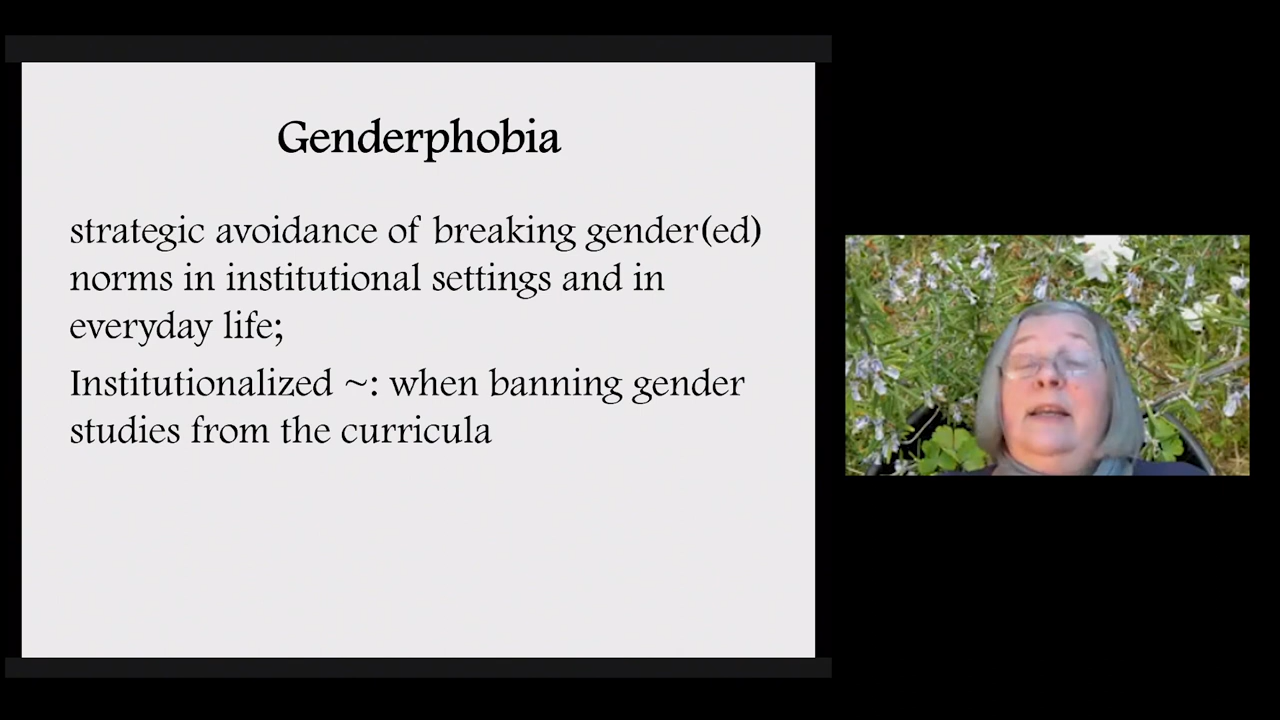 Genderphobia
strategic avoidance of breaking gender(ed)
norms in institutional settings and in
everyday life;
Institutionalized ~: when banning gender
studies from the curricula